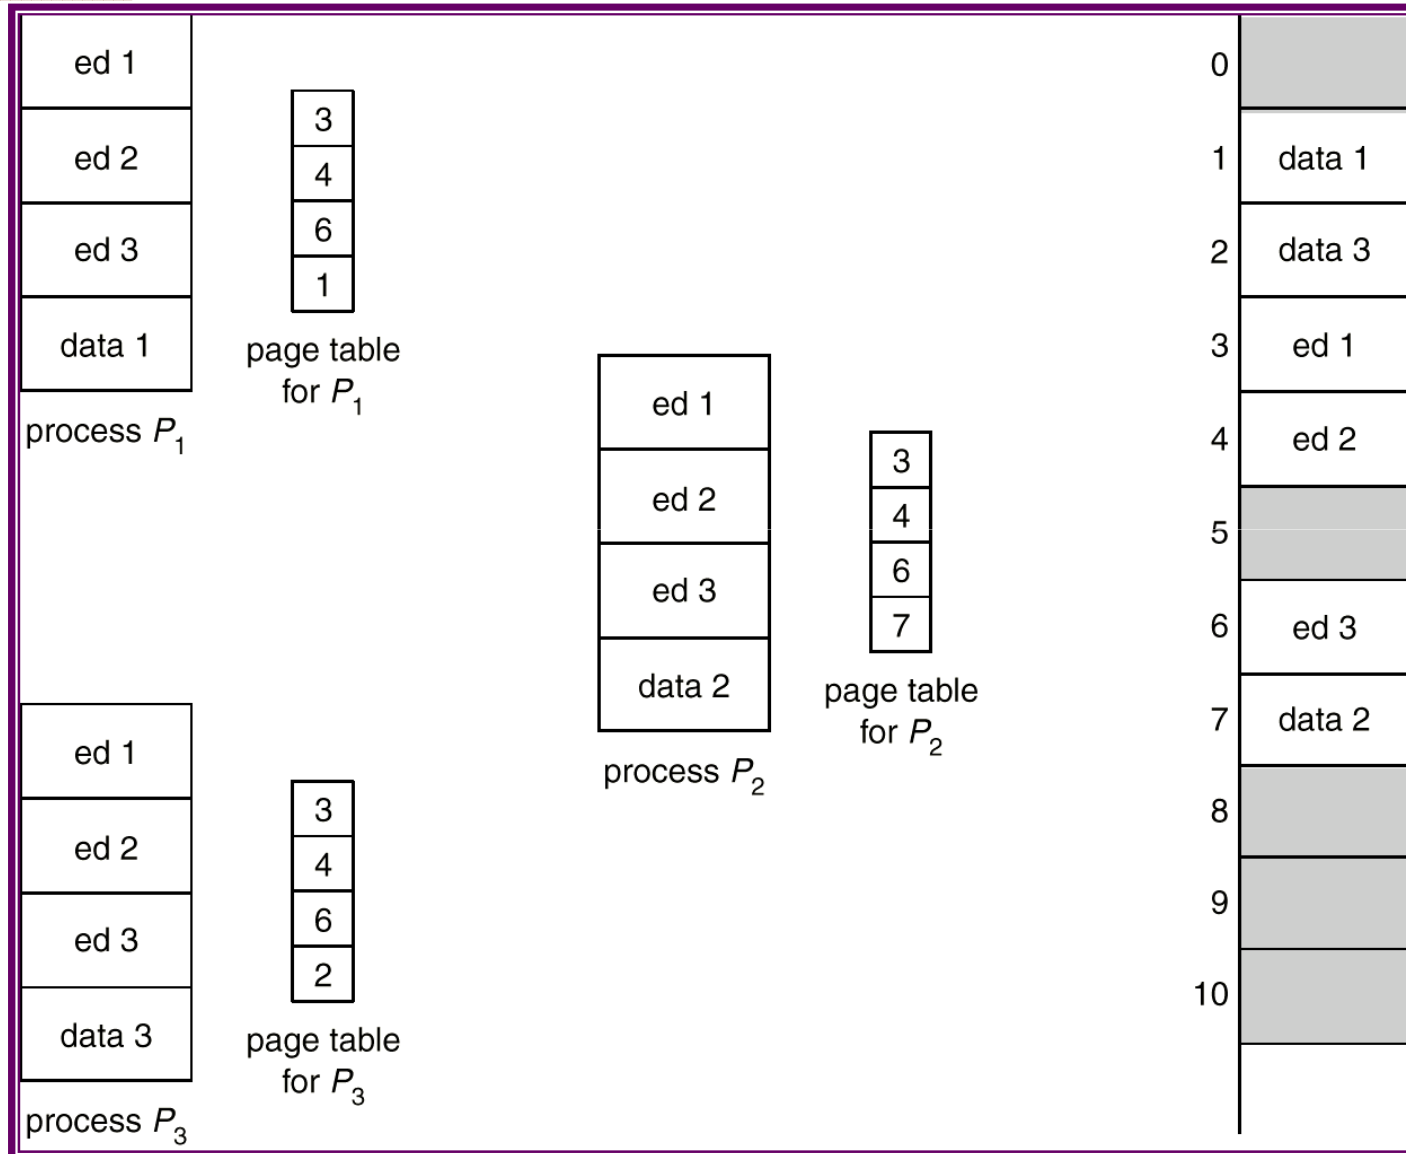 ed 1
ed 2
ed 3
data 1
process P1
3
4
6
1
page table
for P1
ed 1
ed 2
ed 3
data 2
process P2
3
4
6
7
page table
for P2
ed 1
ed 2
ed 3
data 3
process P3
3
4
6
2
page table
for P3
0
1 data 1
2 data 3
3 ed 1
4 ed 2
5
6 ed 3
7 data 2
8
9
10